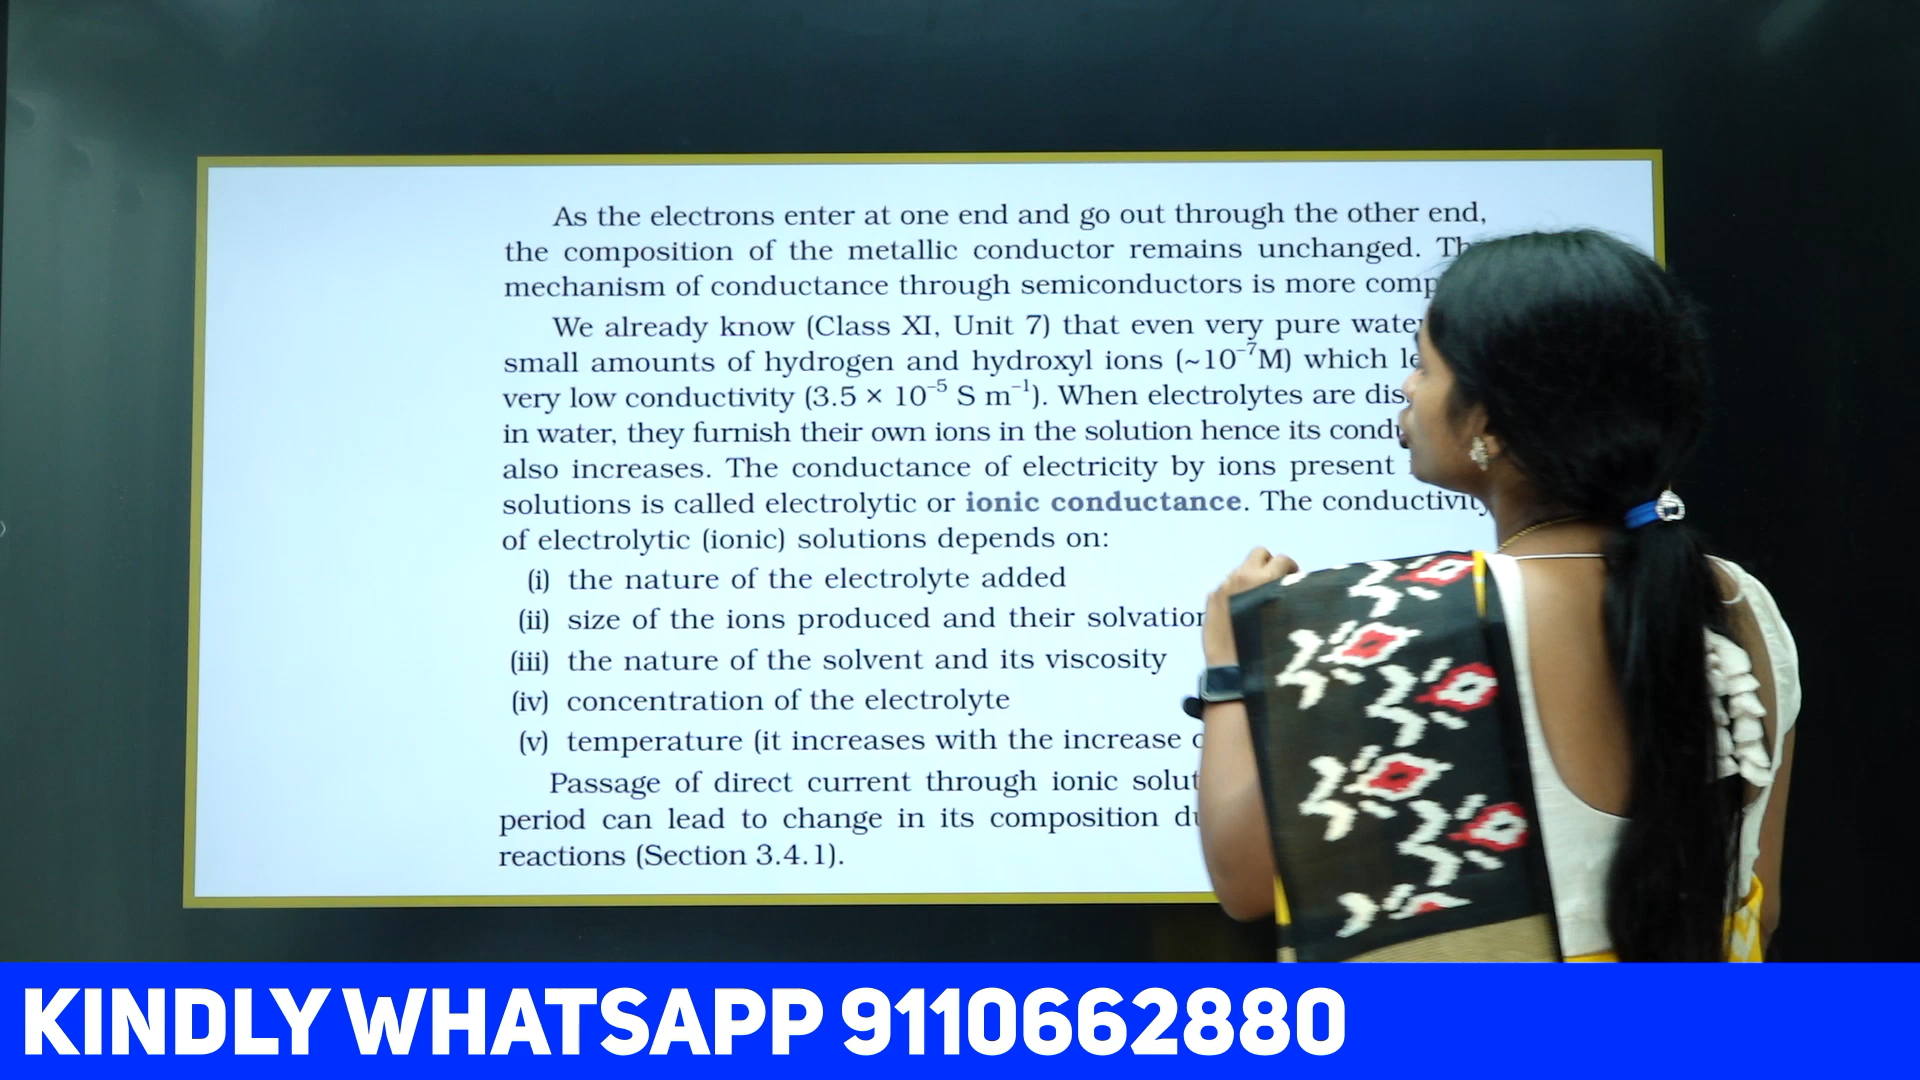 As the electrons enter at one end and go out through the other end,
the composition of the metallic conductor remains unchanged.
mechanism of conductance through semiconductors is more
We already know (Class XI, Unit 7) that even very pure
small amounts of hydrogen and hydroxyl ions (~10⁻⁷M) which
very low conductivity (3.5 × 10⁻⁵ S m⁻¹). When electrolytes are
in water, they furnish their own ions in the solution hence its
also increases. The conductance of electricity by ions present
solutions is called electrolytic or ionic conductance. The conductivity
of electrolytic (ionic) solutions depends on:
(i) the nature of the electrolyte added
(ii) size of the ions produced and their solvation
(iii) the nature of the solvent and its viscosity
(iv) concentration of the electrolyte
(v) temperature (it increases with the increase
Passage of direct current through ionic
period can lead to change in its composition
reactions (Section 3.4.1).
KINDLY WHATSAPP 9110662880